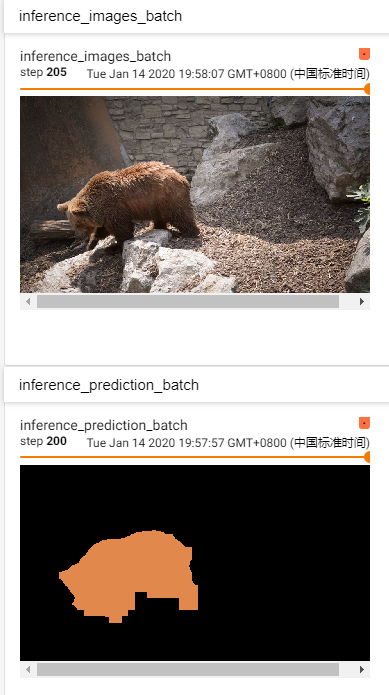 inference_images_batch
inference_images_batch
step 205 Tue Jan 14 2020 19:58:07 GMT+0800 (中国标准时间)
inference_prediction_batch
inference_prediction_batch
step 200 Tue Jan 14 2020 19:57:57 GMT+0800 (中国标准时间)